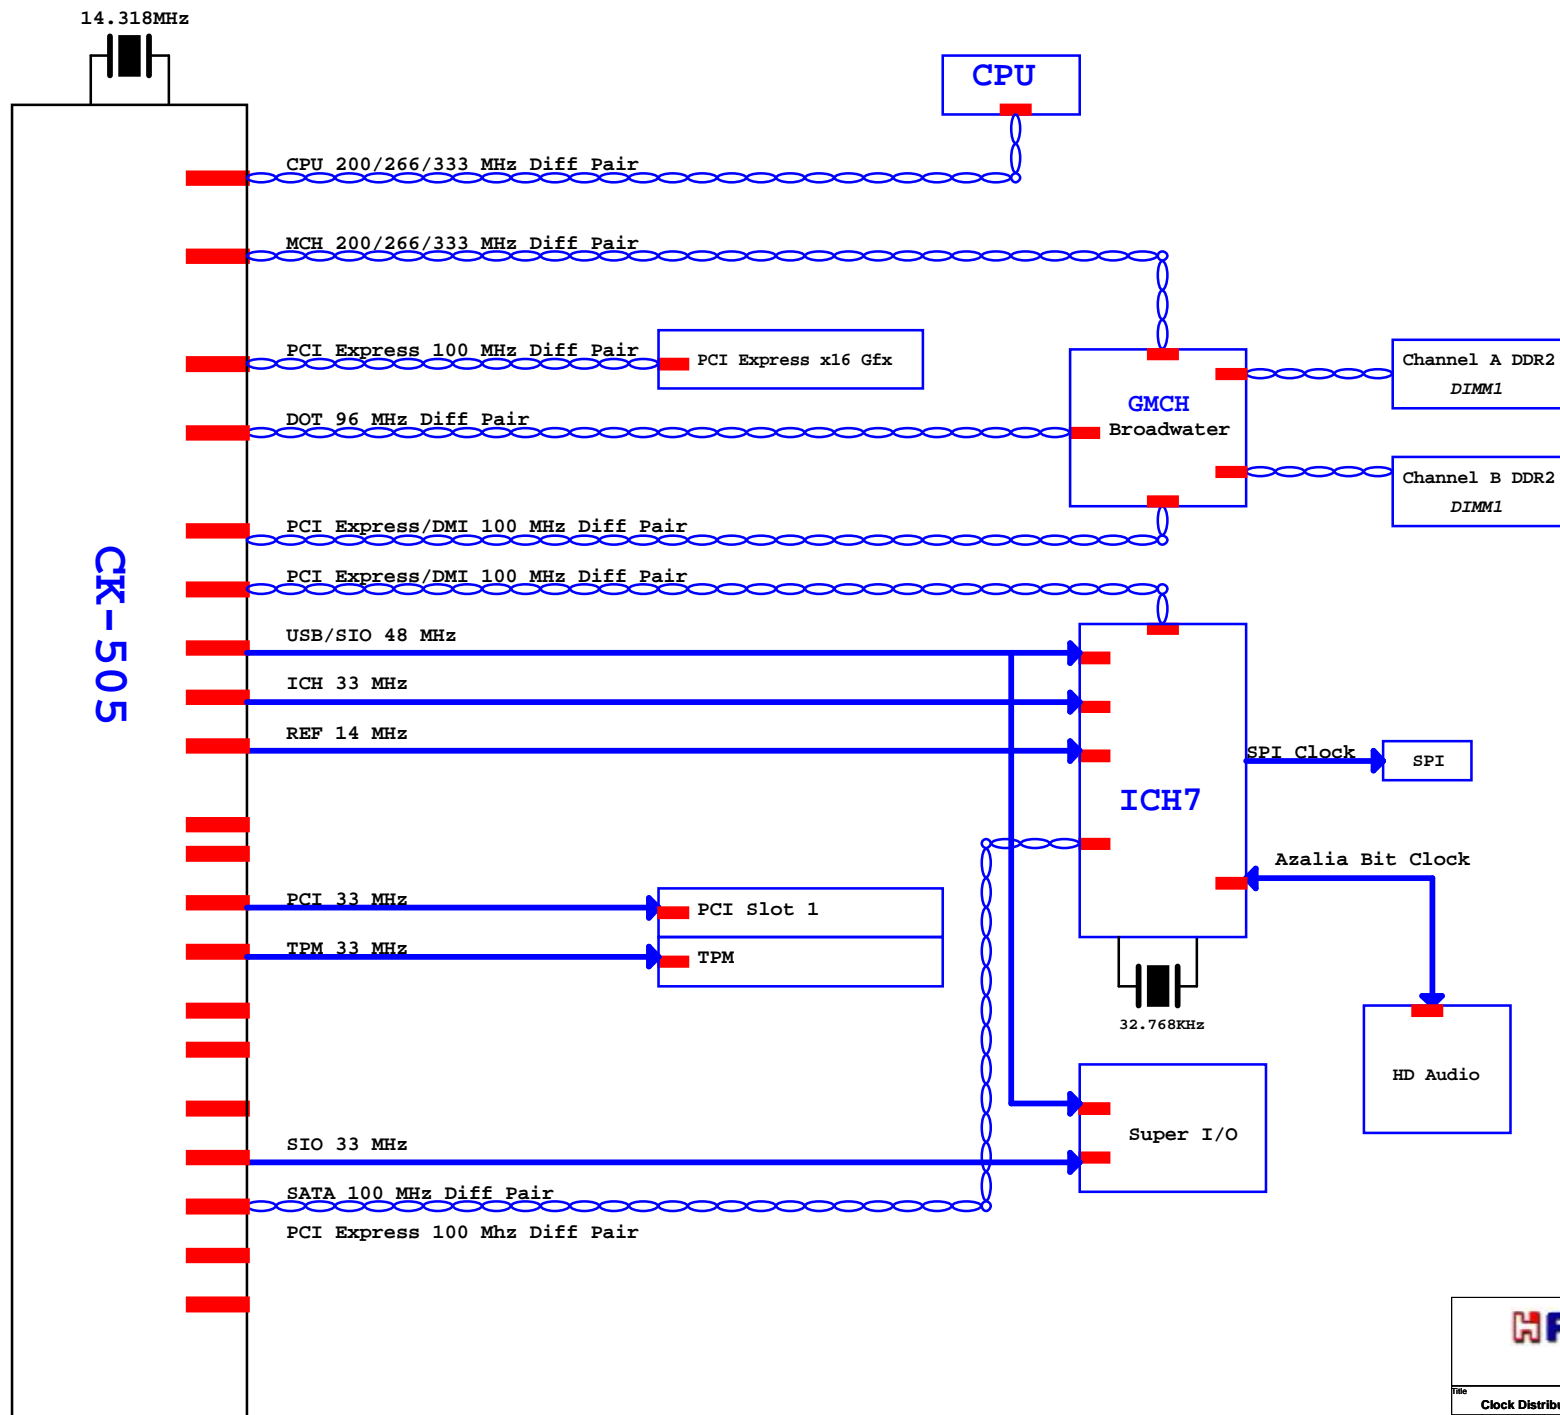 14.318MHz
CPU
CPU 200/266/333 MHz Diff Pair
MCH 200/266/333 MHz Diff Pair
PCI Express 100 MHz Diff Pair
PCI Express x16 Gfx
Channel A DDR2
DIMM1
GMCH
Broadwater
DOT 96 MHz Diff Pair
Channel B DDR2
DIMM1
PCI Express/DMI 100 MHz Diff Pair
CK-505
PCI Express/DMI 100 MHz Diff Pair
USB/SIO 48 MHz
ICH 33 MHz
REF 14 MHz
SPI Clock
SPI
ICH7
Azalia Bit Clock
PCI 33 MHz
PCI Slot 1
TPM 33 MHz
TPM
32.768KHz
HD Audio
Super I/O
SIO 33 MHz
SATA 100 MHz Diff Pair
PCI Express 100 Mhz Diff Pair
Title
Clock